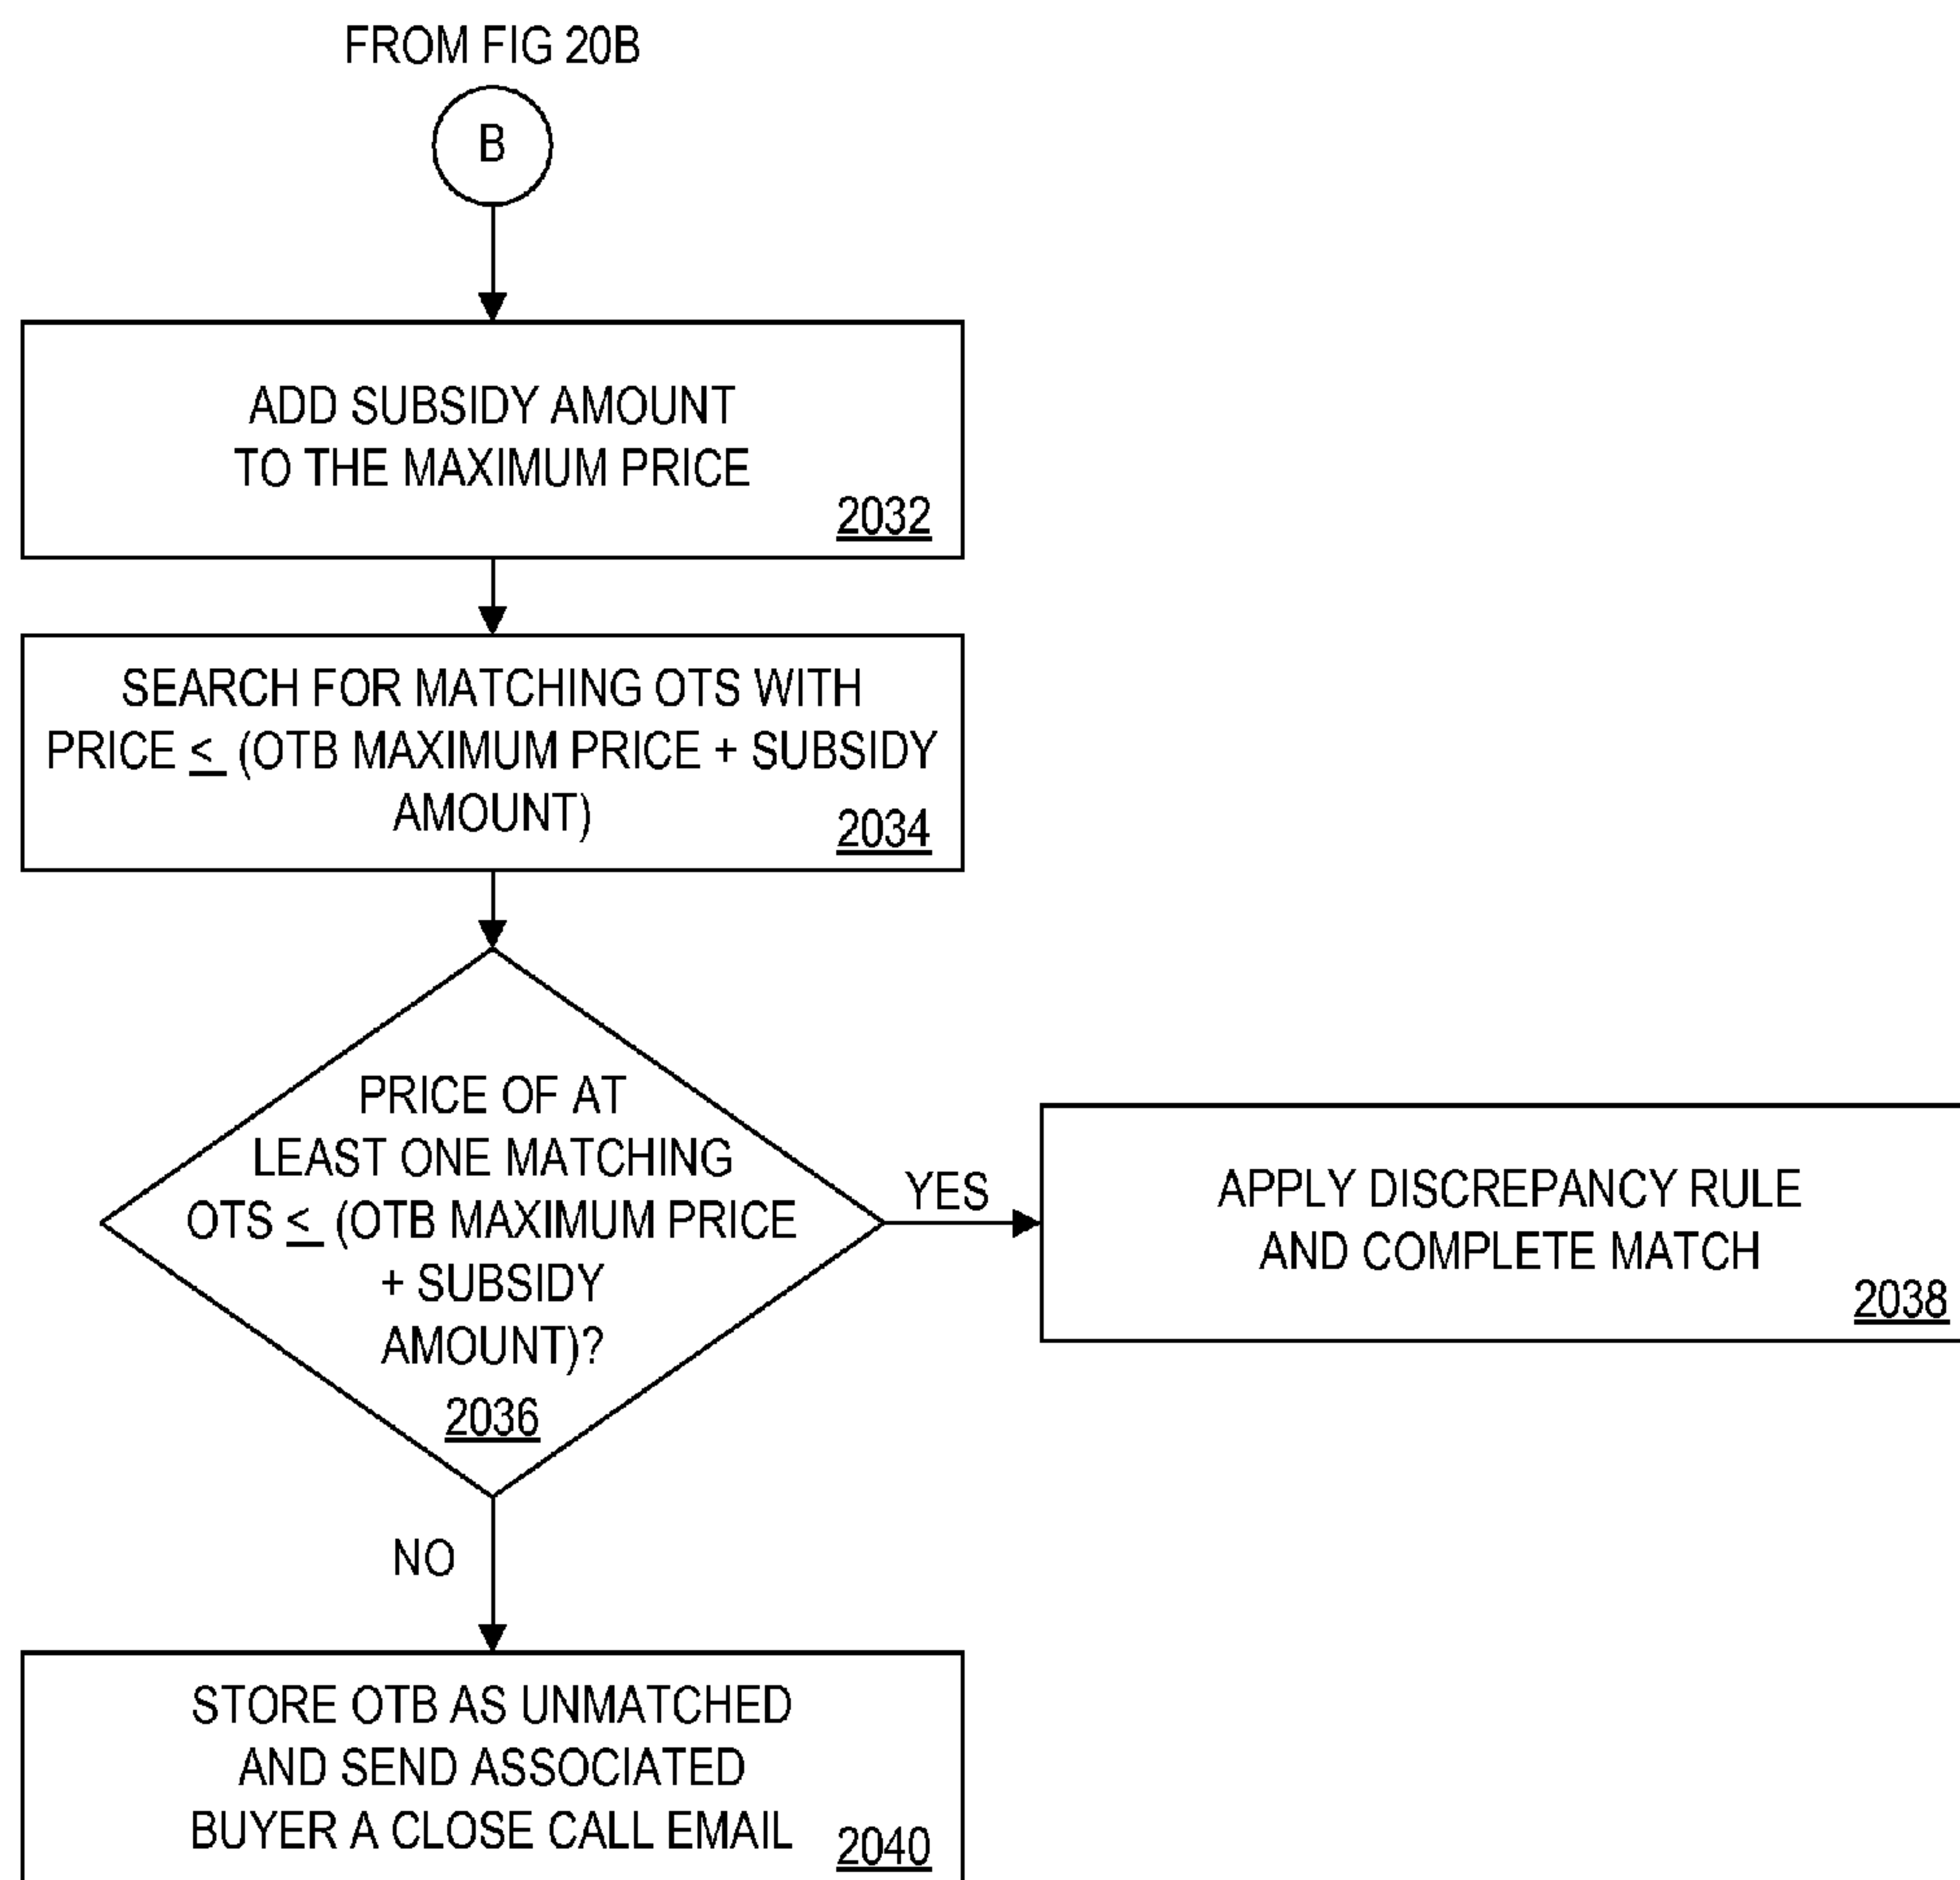 FROM FIG 20B
B
ADD SUBSIDY AMOUNT
TO THE MAXIMUM PRICE
2032
SEARCH FOR MATCHING OTS WITH
PRICE ≤ (OTB MAXIMUM PRICE + SUBSIDY
AMOUNT)
2034
PRICE OF AT
LEAST ONE MATCHING
OTS ≤ (OTB MAXIMUM PRICE
+ SUBSIDY
AMOUNT)?
2036
YES
APPLY DISCREPANCY RULE
AND COMPLETE MATCH
2038
NO
STORE OTB AS UNMATCHED
AND SEND ASSOCIATED
BUYER A CLOSE CALL EMAIL
2040